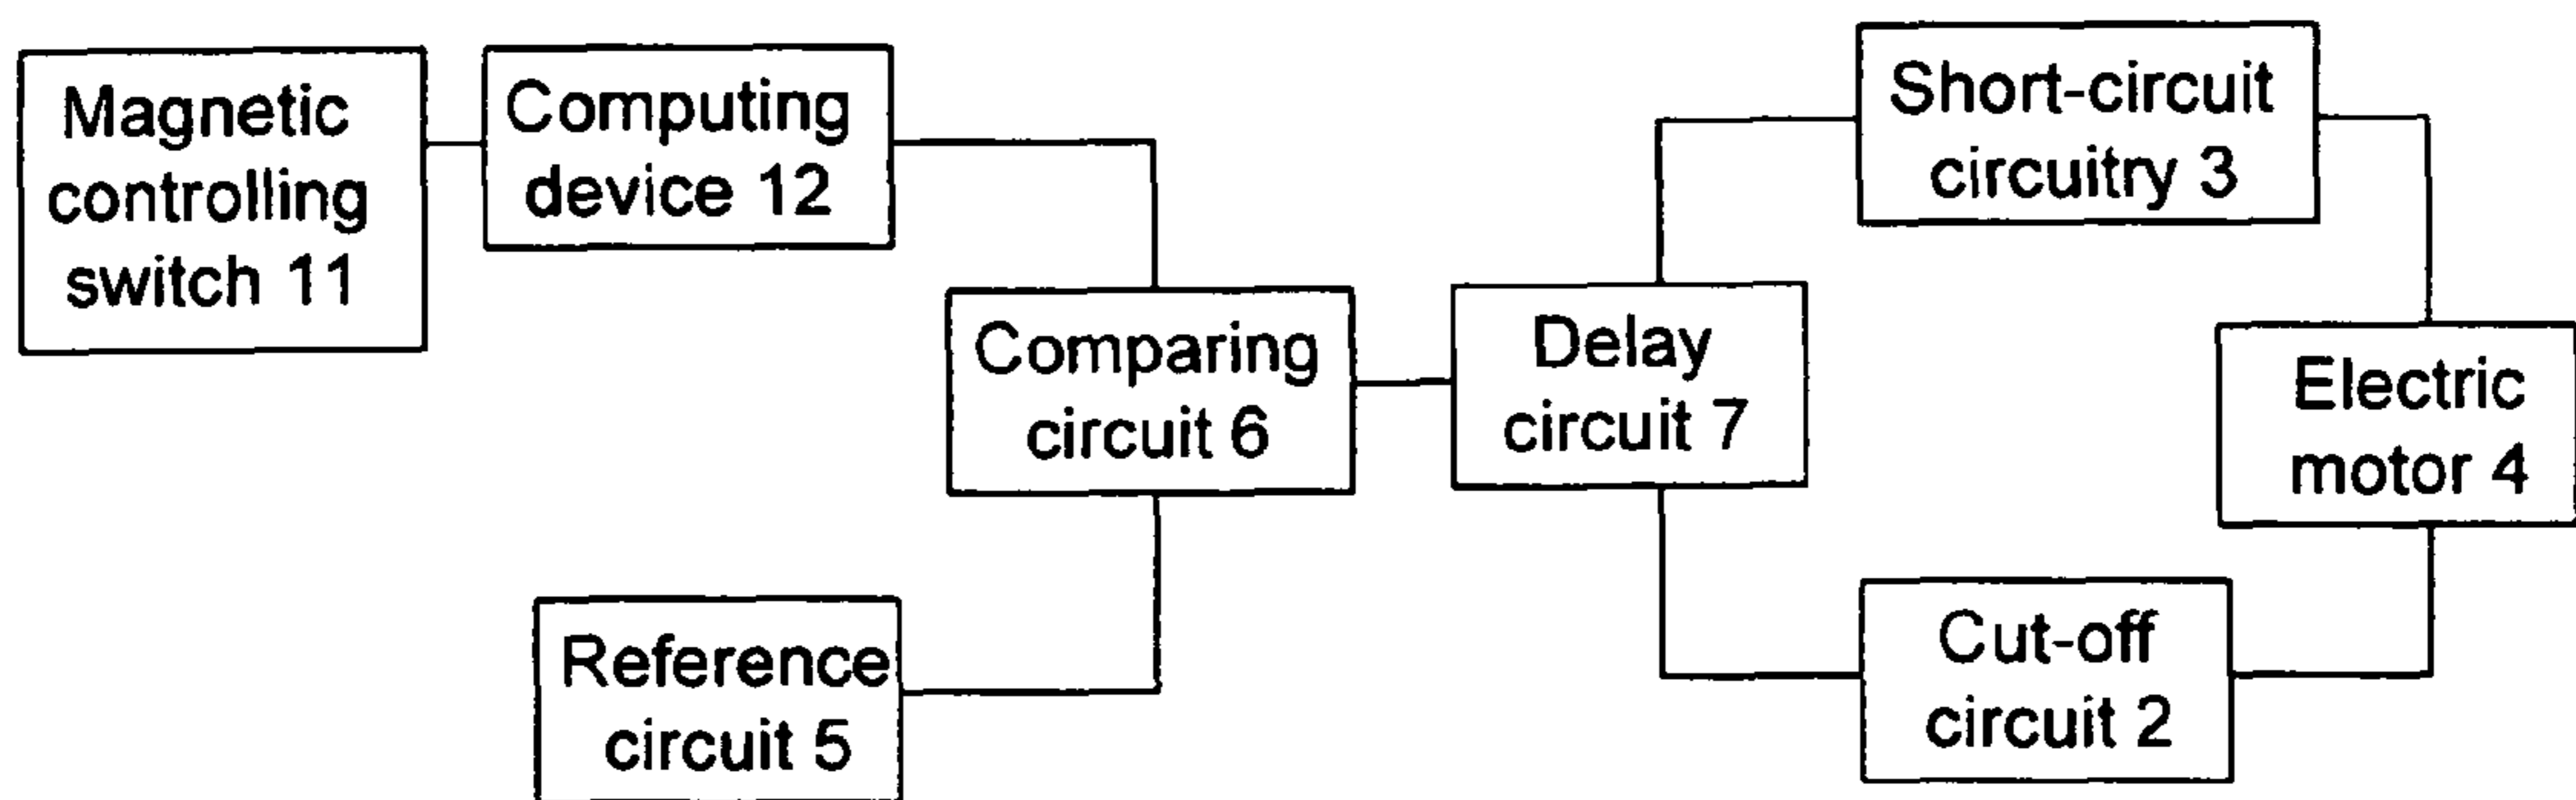 Magnetic
controlling
switch 11
Computing
device 12
Comparing
circuit 6
Reference
circuit 5
Delay
circuit 7
Short-circuit
circuitry 3
Electric
motor 4
Cut-off
circuit 2